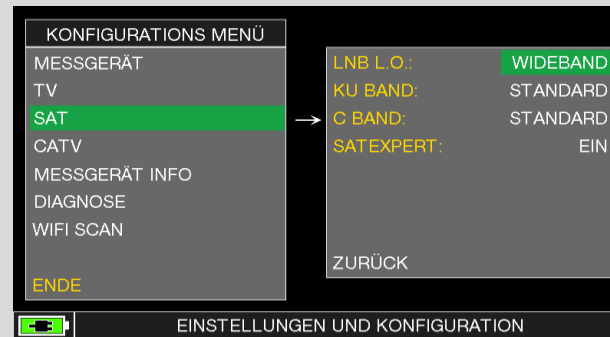 KONFIGURATIONS MENÜ
MESSGERÄT
TV
SAT
CATV
MESSGERÄT INFO
DIAGNOSE
WIFI SCAN
ENDE
LNB L.O.: WIDEBAND
KU BAND: STANDARD
C BAND: STANDARD
SATEXPERT: EIN
ZURÜCK
EINSTELLUNGEN UND KONFIGURATION